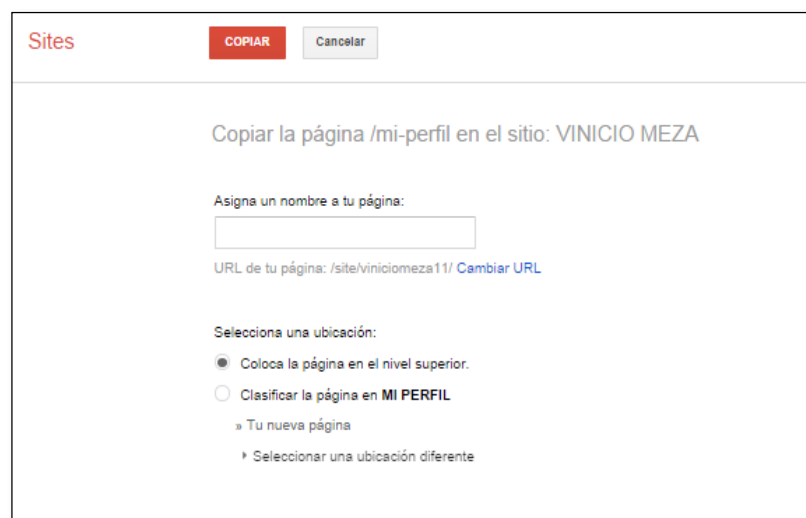 Sites
COPIAR
Cancelar
Copiar la página /mi-perfil en el sitio: VINICIO MEZA
Asigna un nombre a tu página:
URL de tu página: /site/viniciomeza11/ Cambiar URL
Selecciona una ubicación:
Coloca la página en el nivel superior.
Clasificar la página en MI PERFIL
» Tu nueva página
Seleccionar una ubicación diferente